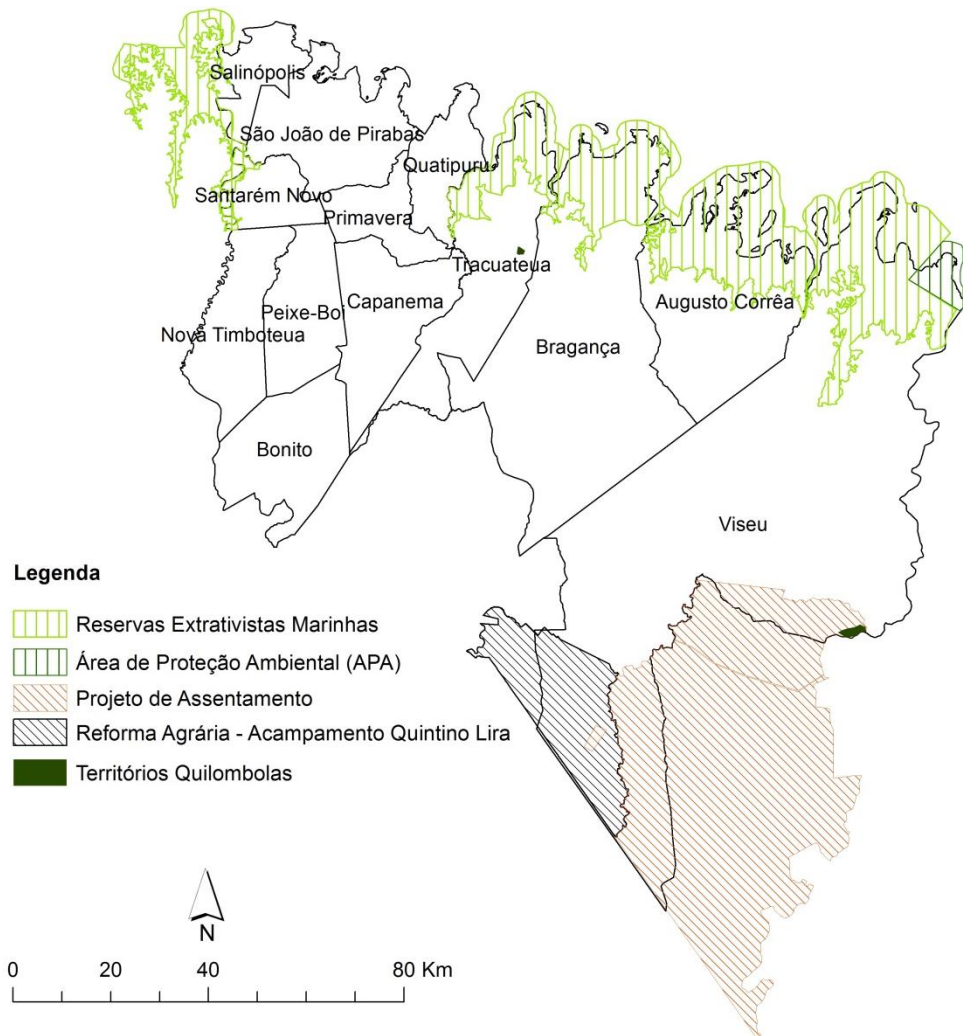 Salinópolis
São João de Pirabas
Quatipuru
Santarém Novo
Primavera
Tracuateua
Augusto Corrêa
Capanema
Peixe-Boi
Nova Timboteua
Bragança
Bonito
Viseu
Legenda
Reservas Extrativistas Marinhas
Área de Proteção Ambiental (APA)
Projeto de Assentamento
Reforma Agrária - Acampamento Quintino Lira
Territórios Quilombolas
N
0 40 80 Km